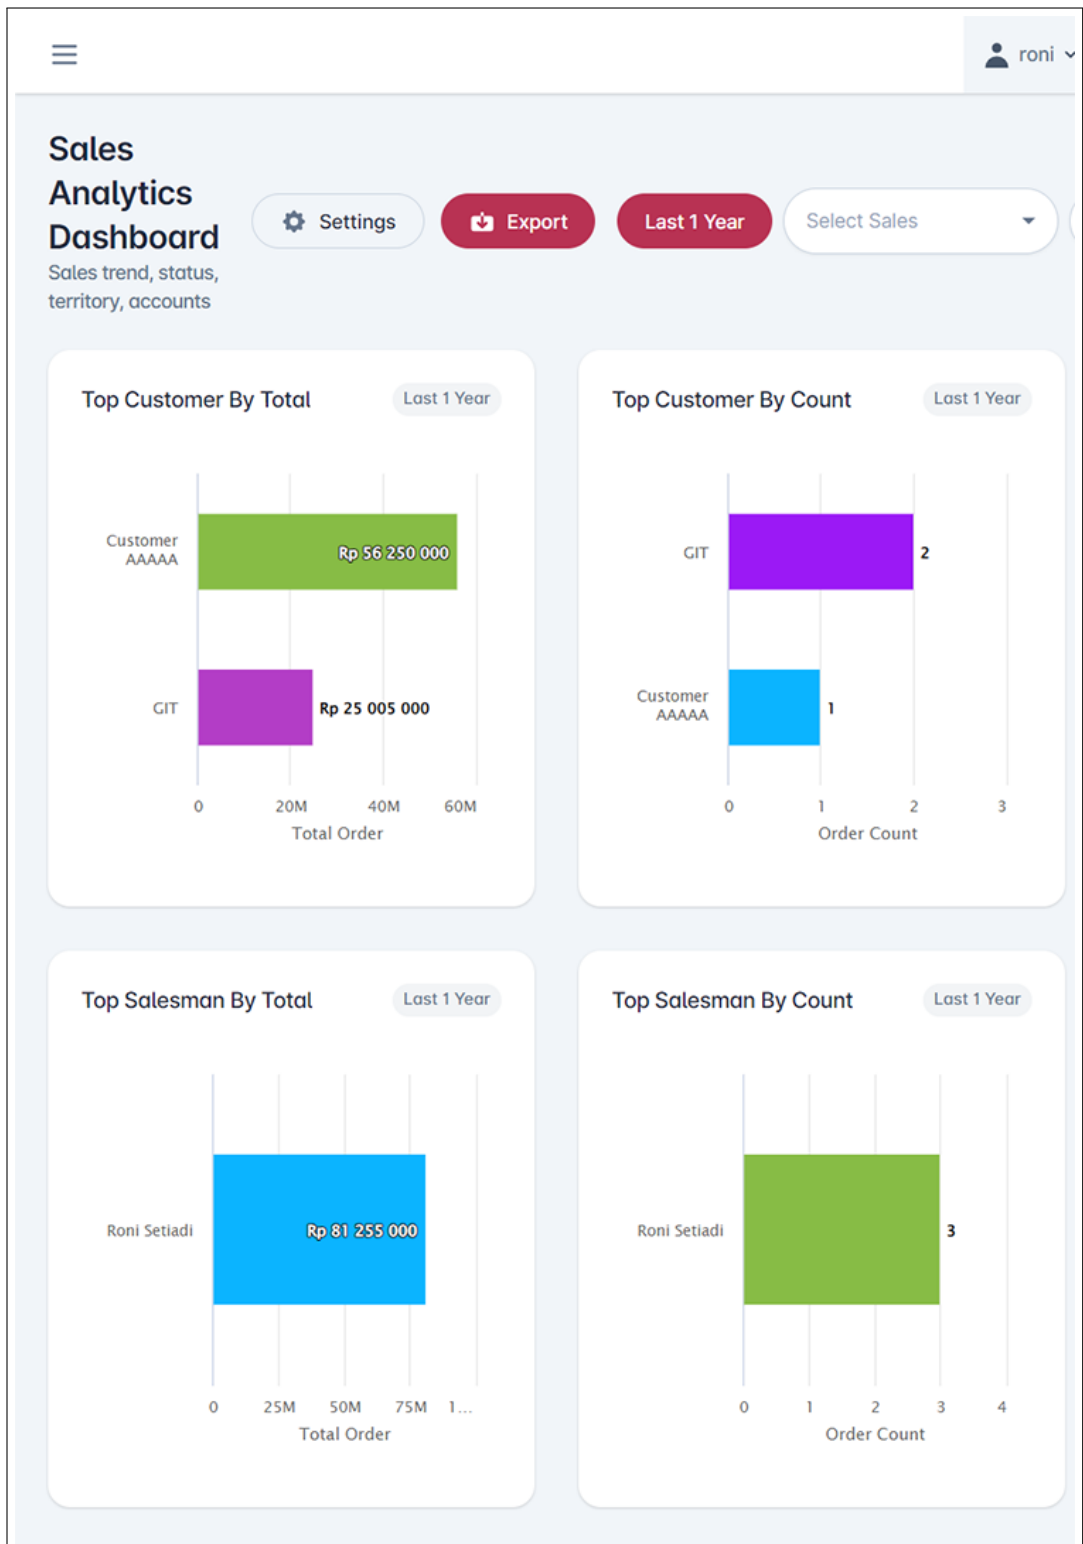 roni
Sales
Analytics
Dashboard
Sales trend, status,
territory, accounts
Settings
Export
Last 1 Year
Select Sales
Top Customer By Total
Last 1 Year
Customer
AAAAA
Rp 56 250 000
GIT
Rp 25 005 000
0 20M 40M 60M
Total Order
Top Customer By Count
Last 1 Year
GIT
2
Customer
AAAAA
1
0 1 2 3
Order Count
Top Salesman By Total
Last 1 Year
Roni Setiadi
Rp 81 255 000
0 25M 50M 75M 1...
Total Order
Top Salesman By Count
Last 1 Year
Roni Setiadi
3
0 1 2 3 4
Order Count